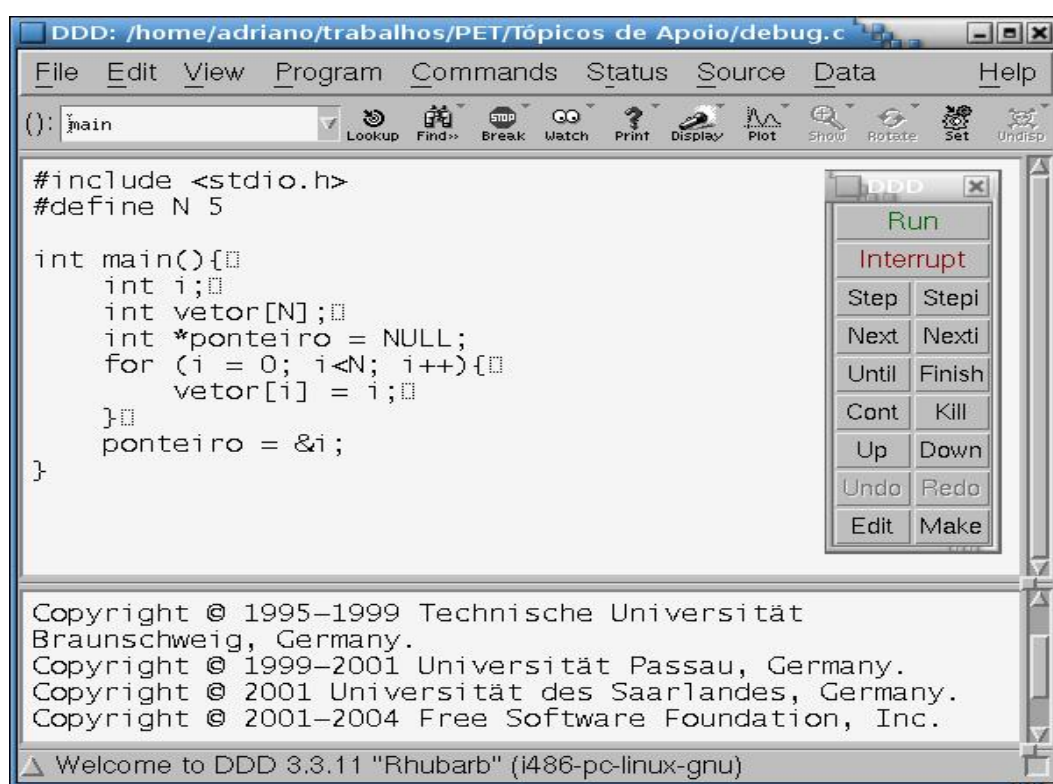 DDD: /home/adriano/trabalhos/PET/Tópicos de Apoio/debug.c
File Edit View Program Commands Status Source Data Help
(): main Lookup Find» Break Watch Print Display Plot Show Rotate Set Undisp
STOP
#include <stdio.h>
#define N 5
int main(){
int i;
int vetor[N];
int *ponteiro = NULL;
for (i = 0; i<N; i++){
vetor[i] = i;
}
ponteiro = &i;
}
DDD
Run
Interrupt
Step Stepi
Next Nexti
Until Finish
Cont Kill
Up Down
Undo Redo
Edit Make
Copyright © 1995–1999 Technische Universität
Braunschweig, Germany.
Copyright © 1999–2001 Universität Passau, Germany.
Copyright © 2001 Universität des Saarlandes, Germany.
Copyright © 2001–2004 Free Software Foundation, Inc.
Welcome to DDD 3.3.11 "Rhubarb" (i486-pc-linux-gnu)